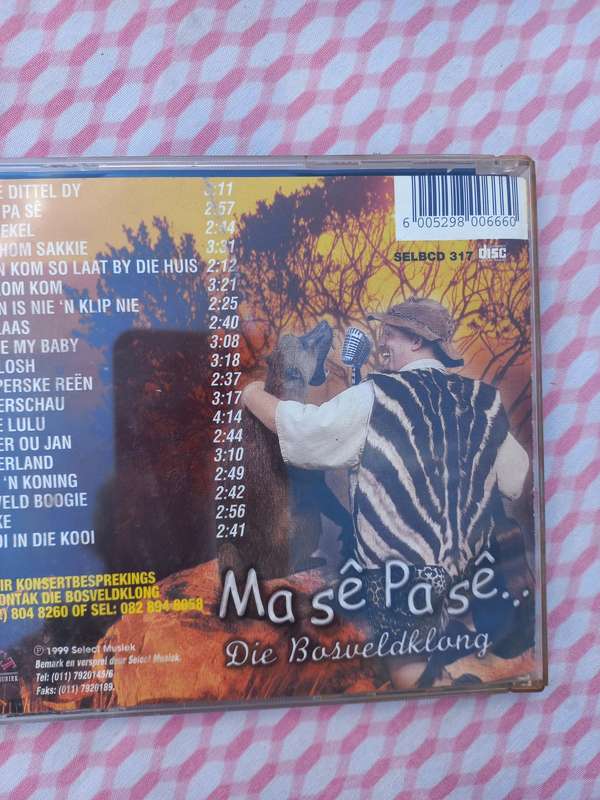 E DITTEL DY 3:11
PA SÊ 2:57
EKEL 2:44
HOM SAKKIE 3:31
N KOM SO LAAT BY DIE HUIS 2:12
OM KOM 3:21
N IS NIE 'N KLIP NIE 2:25
LAAS 2:40
E MY BABY 3:08
LOSH 3:18
PERSKE REËN 2:37
ERSCHAU 3:17
E LULU 4:14
ER OU JAN 2:44
ERLAND 3:10
'N KONING 2:49
VELD BOOGIE 2:42
KE 2:56
DI IN DIE KOOI 2:41
6 005298 006660
SELBCD 317 disc
IR KONSERTBESPREKINGS
ONTAK DIE BOSVELDKLONG
) 804 8260 OF SEL: 082 894 8058
Ma sê Pa sê...
Die Bosveldklong
℗ 1999 Select Musiek
Bemark en versprei deur Select Musiek.
Tel: (011) 7920145/6
Faks: (011) 7920189.